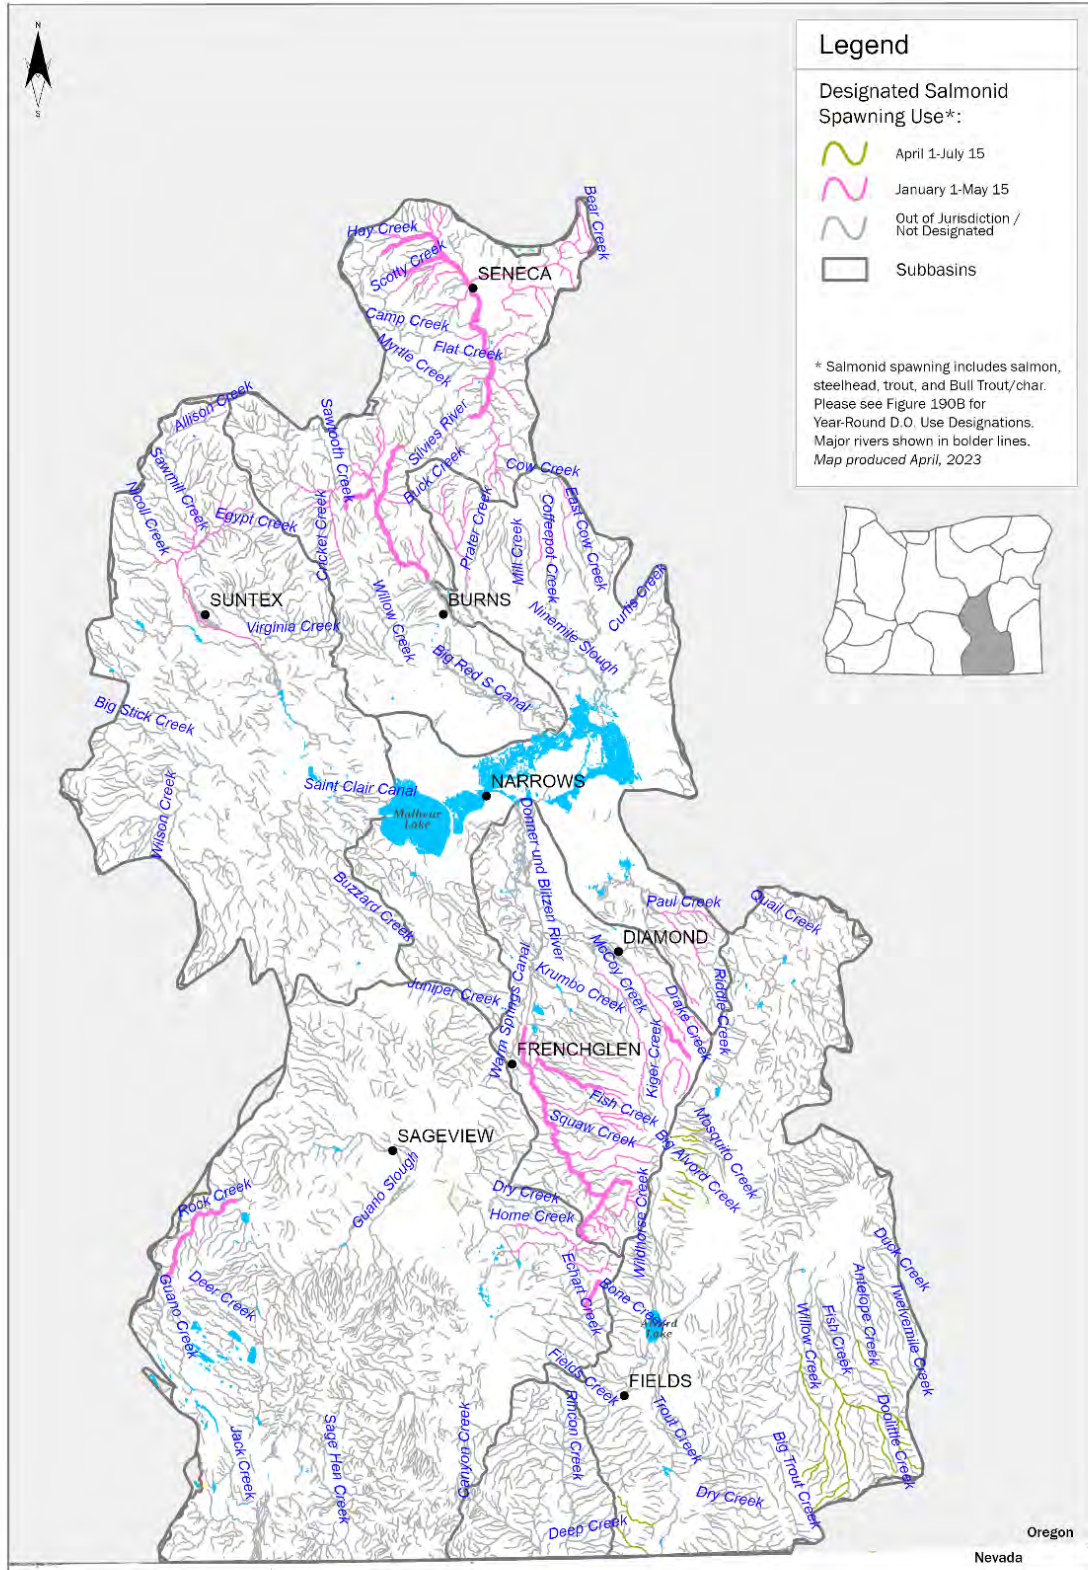 N
S
Legend
Designated Salmonid
Spawning Use*:
April 1-July 15
January 1-May 15
Out of Jurisdiction /
Not Designated
Subbasins
* Salmonid spawning includes salmon,
steelhead, trout, and Bull Trout/char.
Please see Figure 190B for
Year-Round D.O. Use Designations.
Major rivers shown in bolder lines.
Map produced April, 2023
Bear Creek
Hay Creek
Scotty Creek
SENECA
Camp Creek
Flat Creek
Myrtle Creek
Allison Creek
Sawtooth Creek
Silvies River
Buck Creek
Cow Creek
Sawmill Creek
Nicoll Creek
Egypt Creek
Cricket Creek
Prater Creek
Mill Creek
Coffeepot Creek
East Cow Creek
Curtis Creek
SUNTEX
Virginia Creek
Willow Creek
BURNS
Ninemile Slough
Big Red S Canal
Big Stick Creek
Wilson Creek
Saint Clair Canal
NARROWS
Malheur
Lake
Donner und Blitzen River
Buzzard Creek
Paul Creek
Quail Creek
DIAMOND
McCoy Creek
Krumbo Creek
Juniper Creek
Warm Springs Canal
Drake Creek
Riddle Creek
Kiger Creek
FRENCHGLEN
Fish Creek
Squaw Creek
Mosquito Creek
Big Alvord Creek
SAGEVIEW
Guano Slough
Rock Creek
Dry Creek
Home Creek
Wildhorse Creek
Echart Creek
Bone Creek
Alvord
Lake
Guano Creek
Deer Creek
Duck Creek
Antelope Creek
Twelvemile Creek
Fish Creek
Willow Creek
Fields Creek
FIELDS
Rincon Creek
Trout Creek
Doolittle Creek
Big Trout Creek
Jack Creek
Sage Hen Creek
Canyon Creek
Dry Creek
Deep Creek
Oregon
Nevada